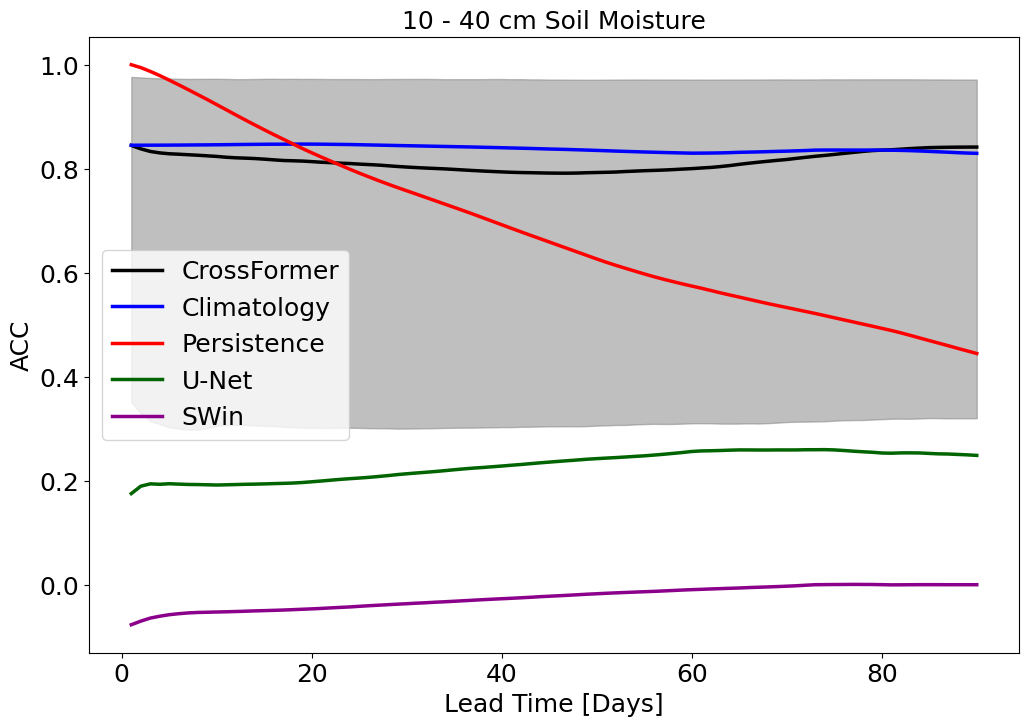 10 - 40 cm Soil Moisture
ACC
1.0
0.8
0.6
0.4
0.2
0.0
CrossFormer
Climatology
Persistence
U-Net
SWin
0
20
40
60
80
Lead Time [Days]